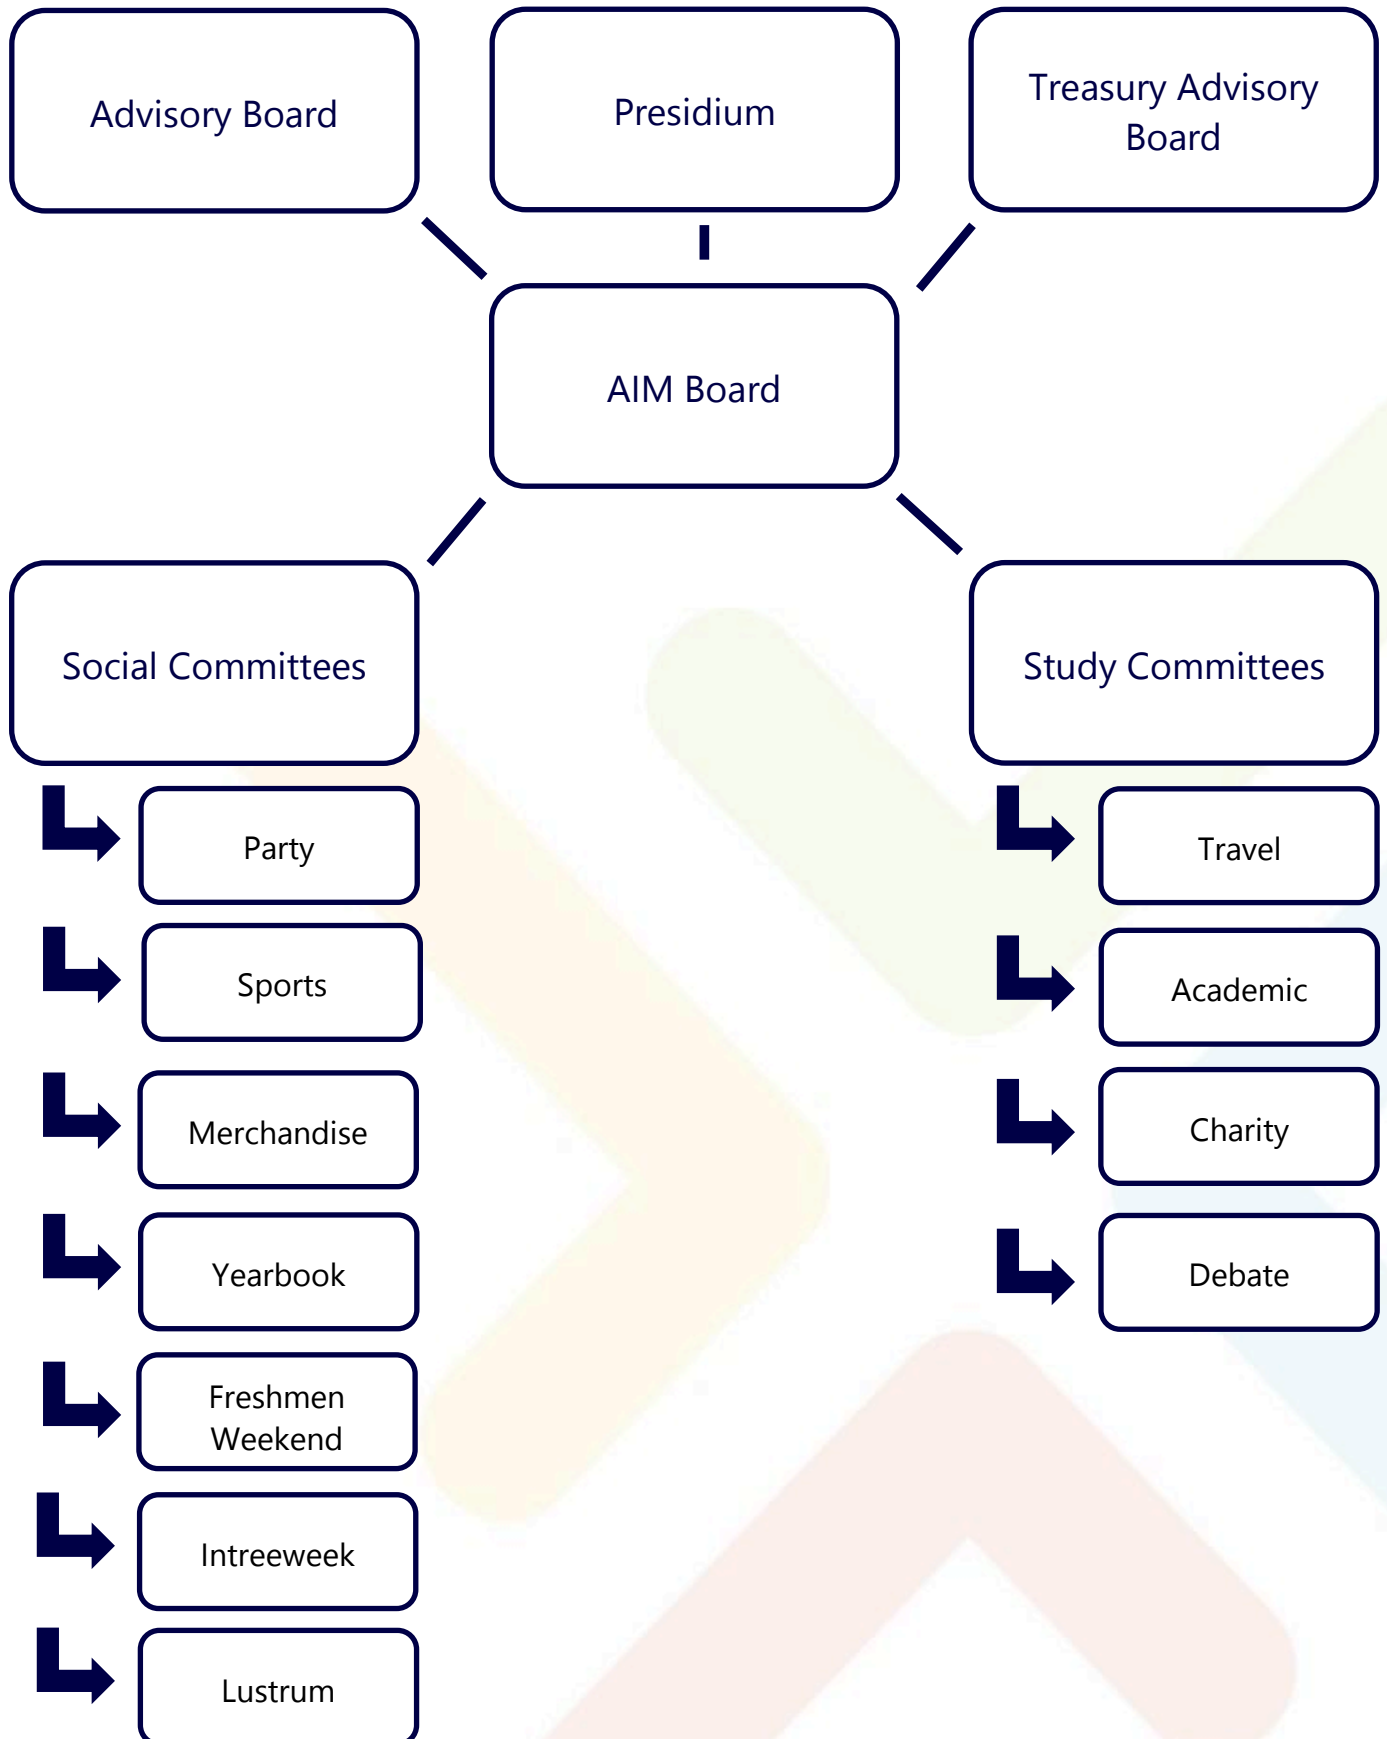 Advisory Board
Presidium
Treasury Advisory
Board
AIM Board
Social Committees
Study Committees
Party
Sports
Merchandise
Yearbook
Freshmen
Weekend
Intreeweek
Lustrum
Travel
Academic
Charity
Debate